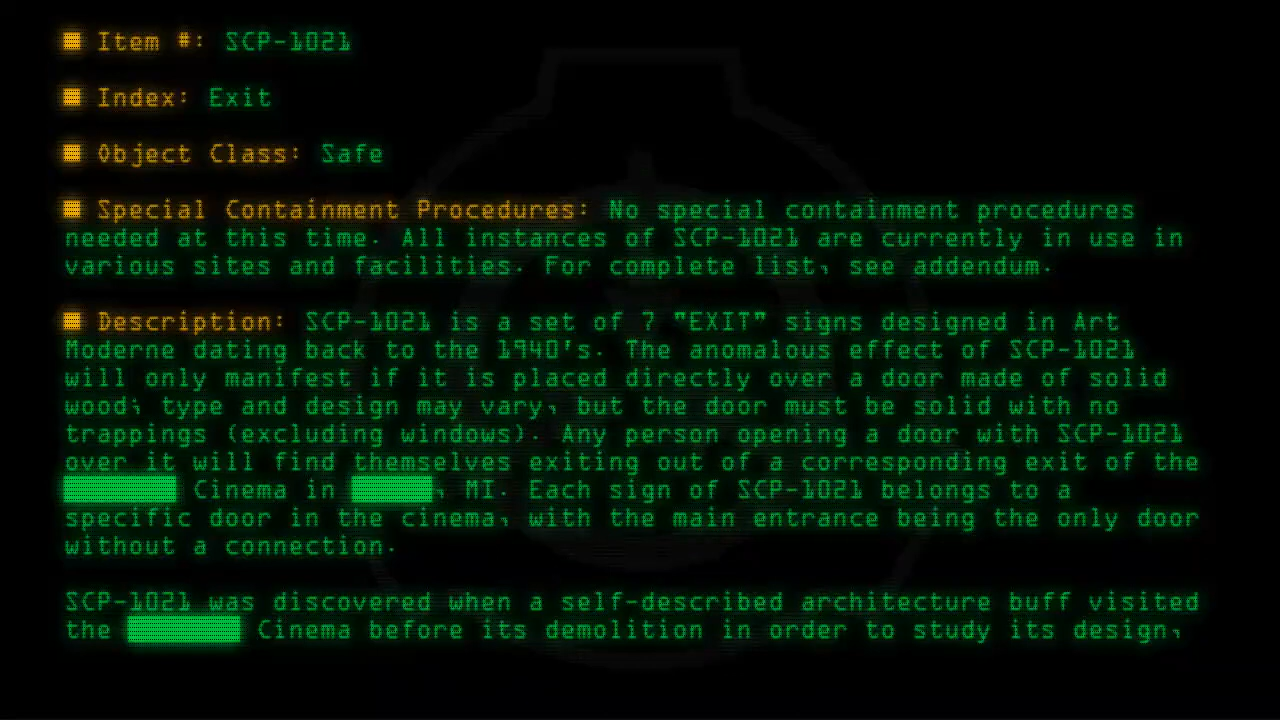 ■ Item #: SCP-1021
■ Index: Exit
■ Object Class: Safe
■ Special Containment Procedures: No special containment procedures
needed at this time. All instances of SCP-1021 are currently in use in
various sites and facilities. For complete list, see addendum.
■ Description: SCP-1021 is a set of 7 "EXIT" signs designed in Art
Moderne dating back to the 1940's. The anomalous effect of SCP-1021
will only manifest if it is placed directly over a door made of solid
wood; type and design may vary, but the door must be solid with no
trappings (excluding windows). Any person opening a door with SCP-1021
over it will find themselves exiting out of a corresponding exit of the
███████ Cinema in █████, MI. Each sign of SCP-1021 belongs to a
specific door in the cinema, with the main entrance being the only door
without a connection.
SCP-1021 was discovered when a self-described architecture buff visited
the ███████ Cinema before its demolition in order to study its design,